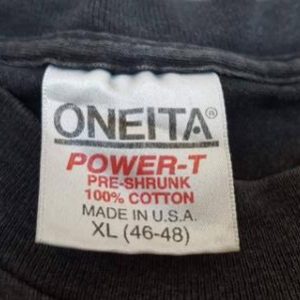 ONEITA®
POWER-T
PRE-SHRUNK
100% COTTON
MADE IN U.S.A.
XL (46-48)